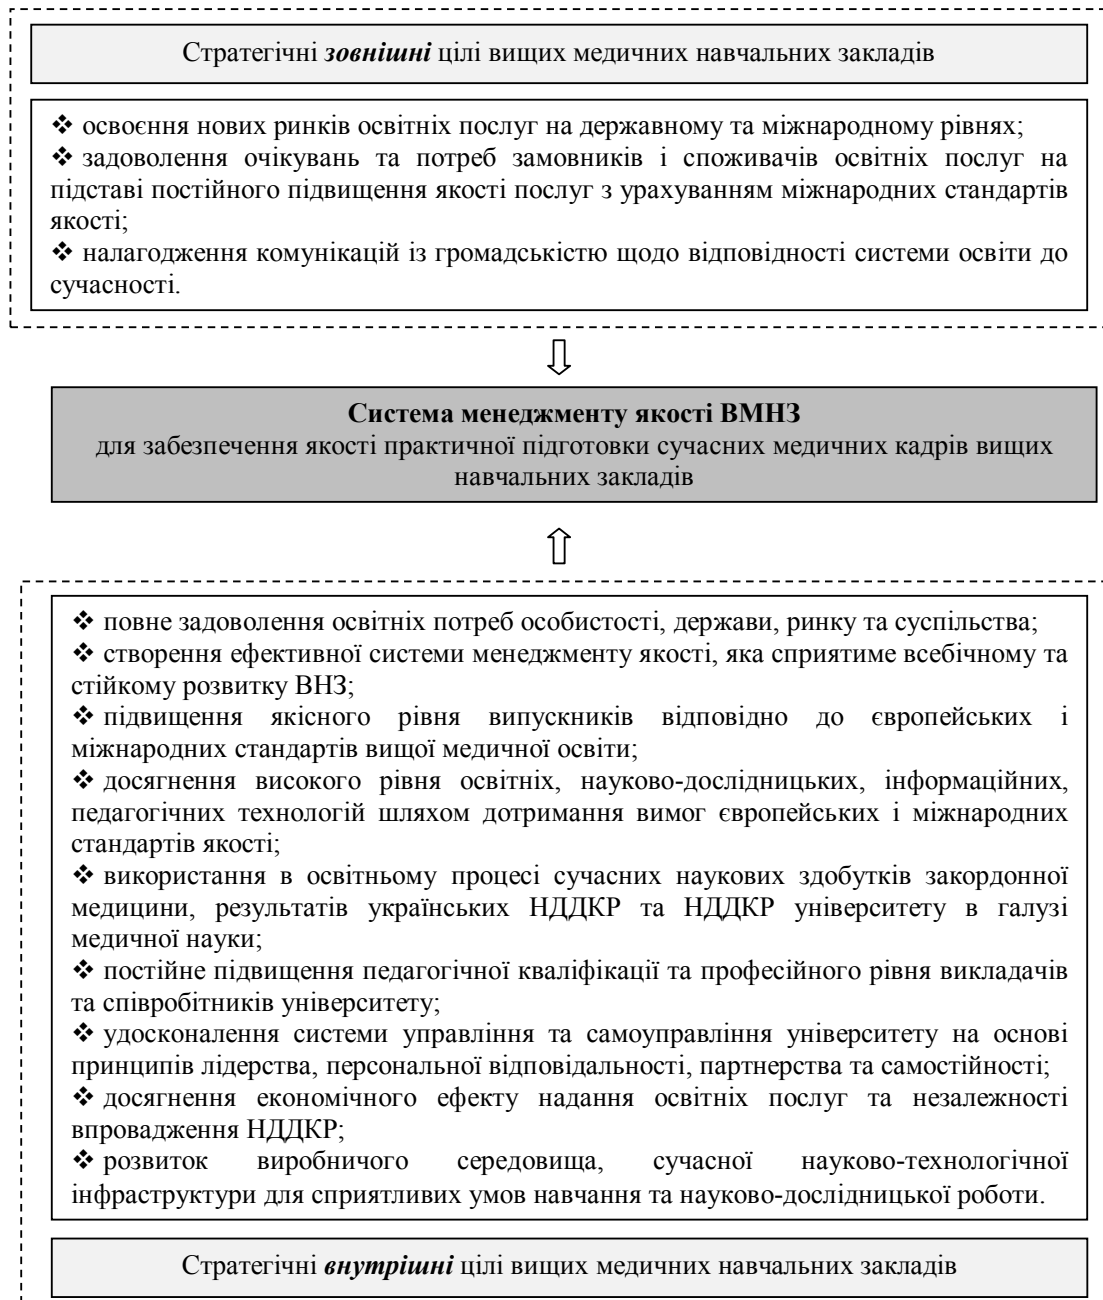 Стратегічні зовнішні цілі вищих медичних навчальних закладів
❖ освоєння нових ринків освітніх послуг на державному та міжнародному рівнях;
❖ задоволення очікувань та потреб замовників і споживачів освітніх послуг на
підставі постійного підвищення якості послуг з урахуванням міжнародних стандартів
якості;
❖ налагодження комунікацій із громадськістю щодо відповідності системи освіти до
сучасності.
Система менеджменту якості ВМНЗ
для забезпечення якості практичної підготовки сучасних медичних кадрів вищих
навчальних закладів
❖ повне задоволення освітніх потреб особистості, держави, ринку та суспільства;
❖ створення ефективної системи менеджменту якості, яка сприятиме всебічному та
стійкому розвитку ВНЗ;
❖ підвищення якісного рівня випускників відповідно до європейських і
міжнародних стандартів вищої медичної освіти;
❖ досягнення високого рівня освітніх, науково-дослідницьких, інформаційних,
педагогічних технологій шляхом дотримання вимог європейських і міжнародних
стандартів якості;
❖ використання в освітньому процесі сучасних наукових здобутків закордонної
медицини, результатів українських НДДКР та НДДКР університету в галузі
медичної науки;
❖ постійне підвищення педагогічної кваліфікації та професійного рівня викладачів
та співробітників університету;
❖ удосконалення системи управління та самоуправління університету на основі
принципів лідерства, персональної відповідальності, партнерства та самостійності;
❖ досягнення економічного ефекту надання освітніх послуг та незалежності
впровадження НДДКР;
❖ розвиток виробничого середовища, сучасної науково-технологічної
інфраструктури для сприятливих умов навчання та науково-дослідницької роботи.
Стратегічні внутрішні цілі вищих медичних навчальних закладів